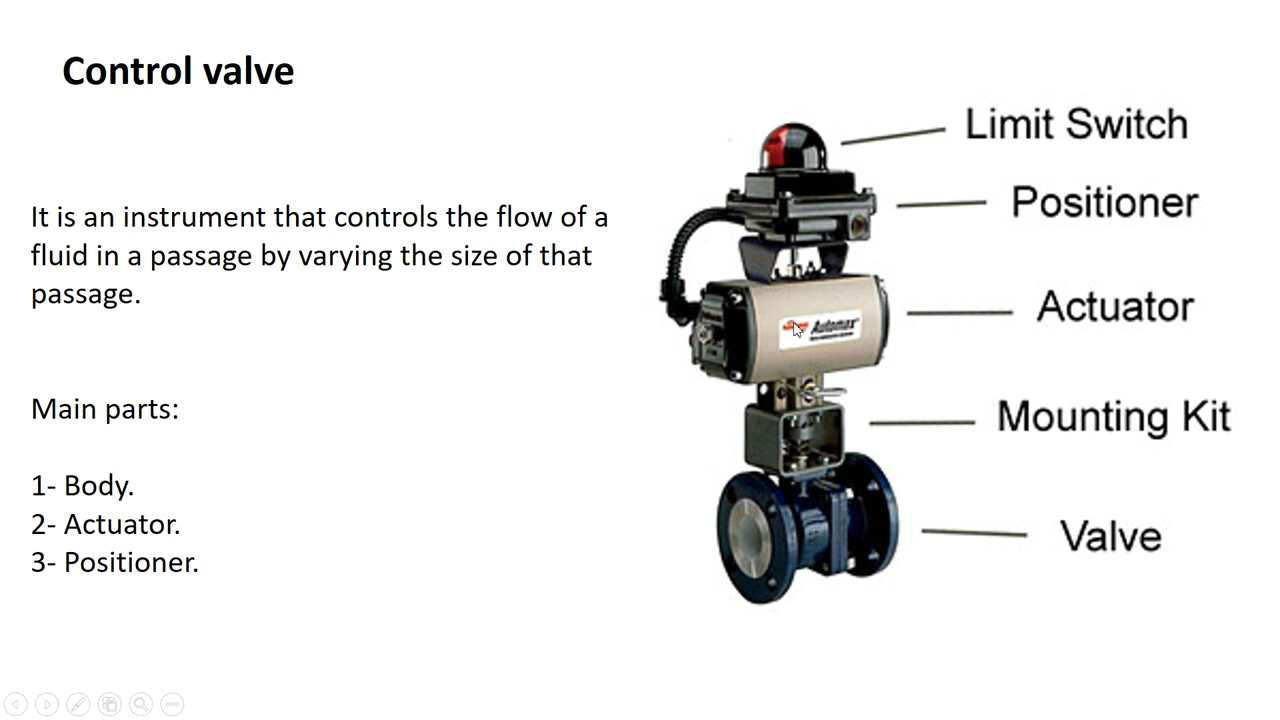 Control valve
It is an instrument that controls the flow of a
fluid in a passage by varying the size of that
passage.
Main parts:
1- Body.
2- Actuator.
3- Positioner.
Limit Switch
Positioner
Actuator
Automax
Mounting Kit
Valve